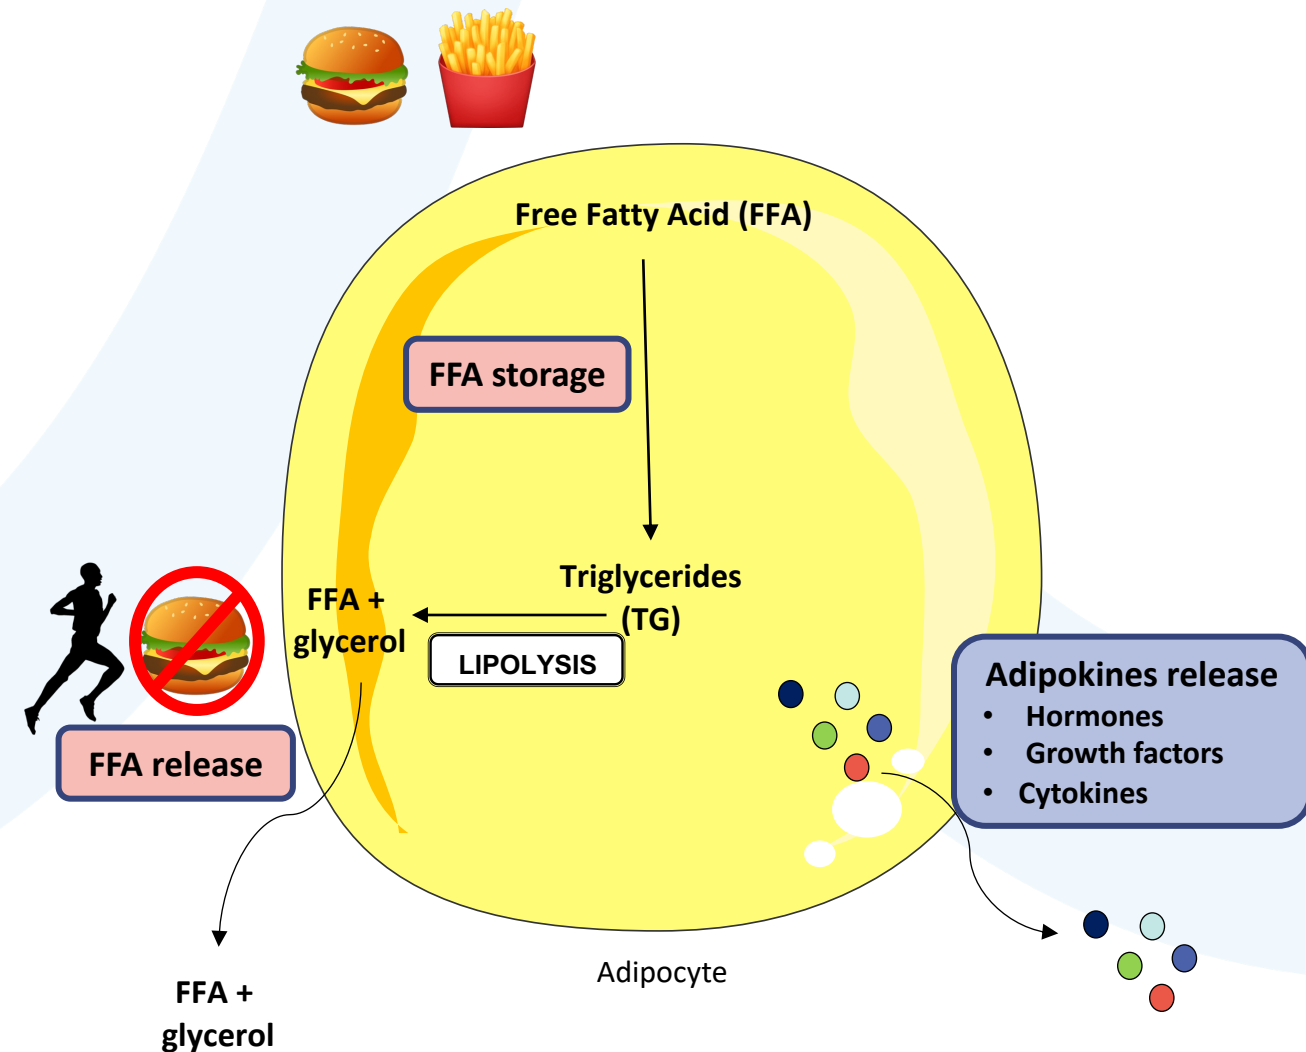 Free Fatty Acid (FFA)
FFA storage
Triglycerides
(TG)
FFA +
glycerol
LIPOLYSIS
FFA release
Adipokines release
• Hormones
• Growth factors
• Cytokines
Adipocyte
FFA +
glycerol